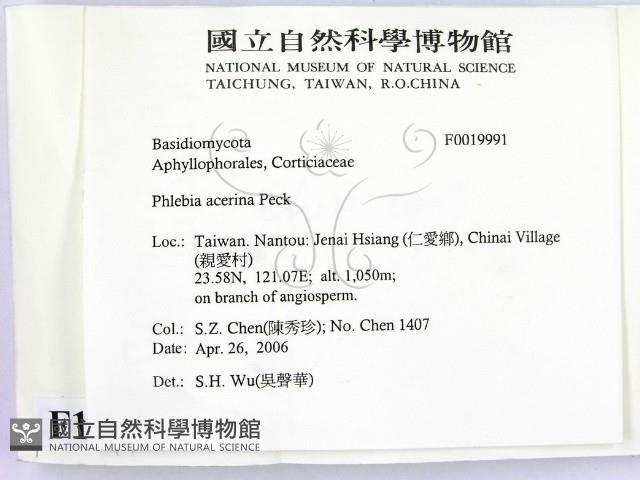 國立自然科學博物館
NATIONAL MUSEUM OF NATURAL SCIENCE
TAICHUNG, TAIWAN, R.O.CHINA
Basidiomycota F0019991
Aphyllophorales, Corticiaceae
Phlebia acerina Peck
Loc.: Taiwan. Nantou: Jenai Hsiang (仁愛鄉), Chinai Village
(親愛村)
23.58N, 121.07E; alt. 1,050m;
on branch of angiosperm.
Col.: S.Z. Chen(陳秀珍); No. Chen 1407
Date: Apr. 26, 2006
Det.: S.H. Wu(吳聲華)
F1
國立自然科學博物館
NATIONAL MUSEUM OF NATURAL SCIENCE